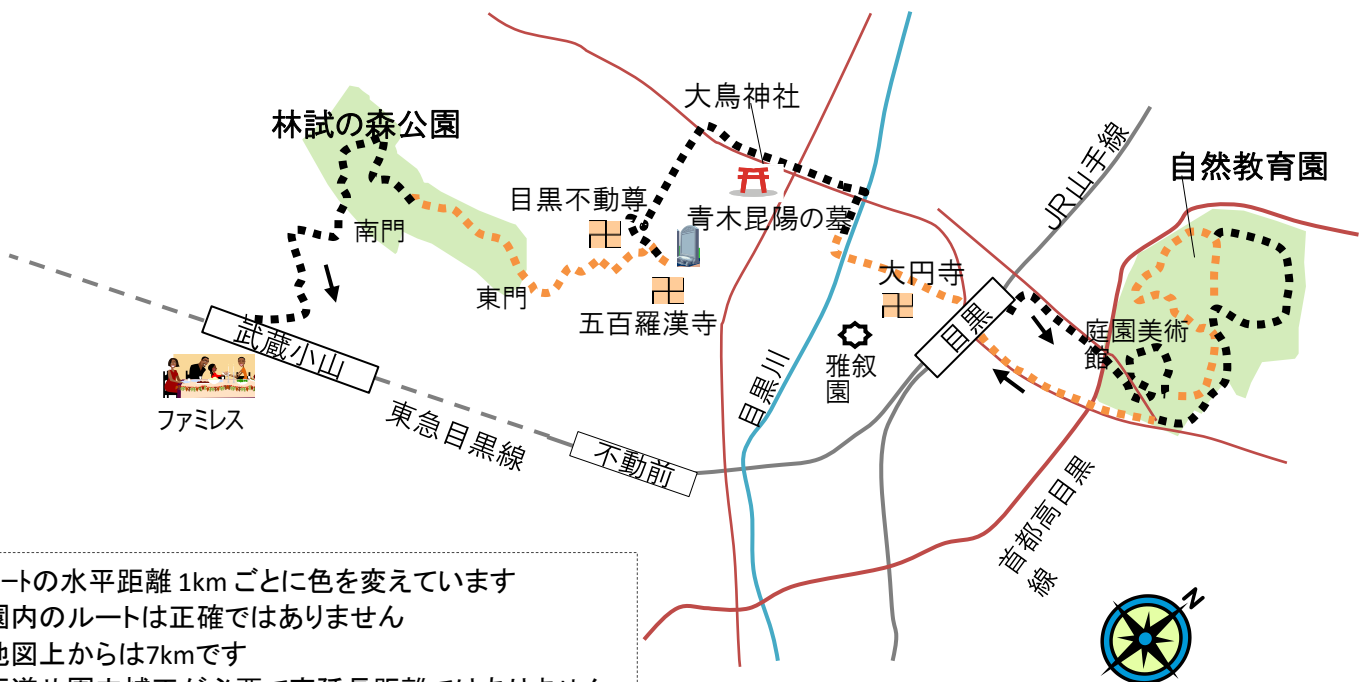 大鳥神社
林試の森公園
JR山手線
自然教育園
目黒不動尊
青木昆陽の墓
南門
大円寺
東門
五百羅漢寺
目黒
庭園美術
館
武蔵小山
雅叙
園
目黒川
ファミレス
東急目黒線
不動前
首都高目黒
線
ートの水平距離 1km ごとに色を変えています
園内のルートは正確ではありません
地図上からは7kmです
N